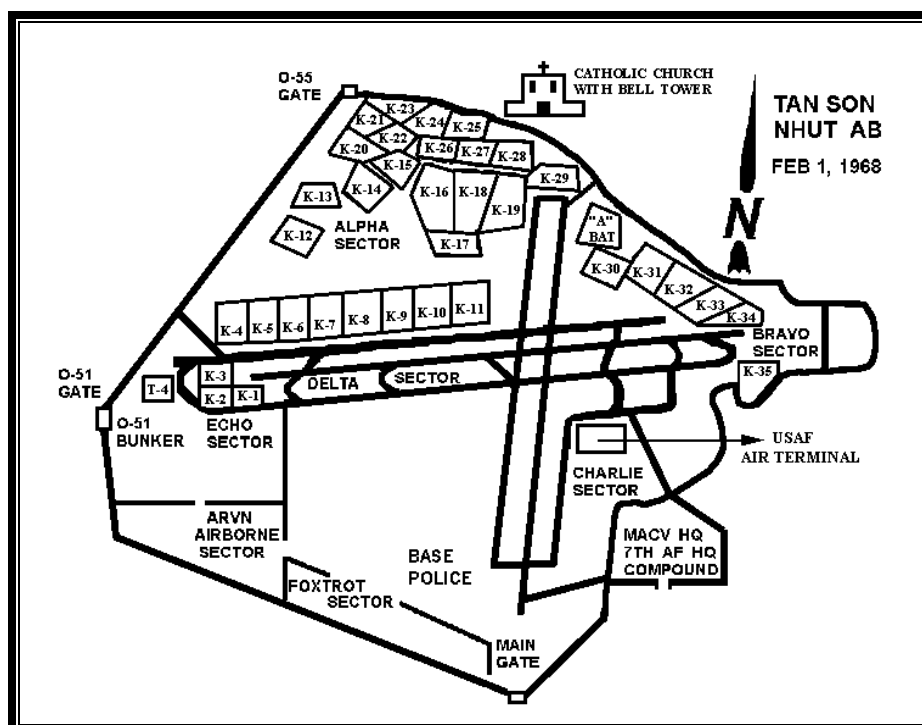 O-55
GATE
CATHOLIC CHURCH
WITH BELL TOWER
TAN SON
NHUT AB
FEB 1, 1968
N
K-23
K-21
K-24
K-25
K-22
K-20
K-26
K-27
K-28
K-15
K-29
K-14
K-13
K-16
K-18
K-19
"A"
BAT
K-12
ALPHA
SECTOR
K-17
K-30
K-31
K-32
K-33
K-34
K-4
K-5
K-6
K-7
K-8
K-9
K-10
K-11
BRAVO
SECTOR
K-35
O-51
GATE
T-4
K-3
K-2
K-1
DELTA SECTOR
O-51
BUNKER
ECHO
SECTOR
USAF
AIR TERMINAL
CHARLIE
SECTOR
ARVN
AIRBORNE
SECTOR
MACV HQ
7TH AF HQ
COMPOUND
BASE
POLICE
FOXTROT
SECTOR
MAIN
GATE